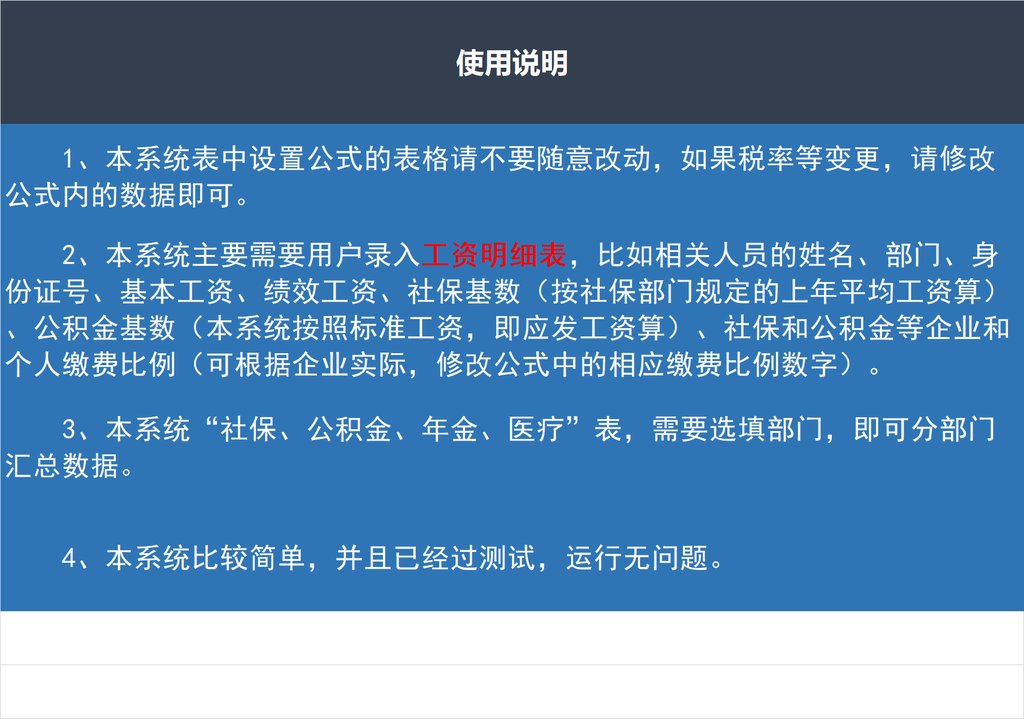 使用说明
1、本系统表中设置公式的表格请不要随意改动，如果税率等变更，请修改
公式内的数据即可。
2、本系统主要需要用户录入工资明细表，比如相关人员的姓名、部门、身
份证号、基本工资、绩效工资、社保基数（按社保部门规定的上年平均工资算）
、公积金基数（本系统按照标准工资，即应发工资算）、社保和公积金等企业和
个人缴费比例（可根据企业实际，修改公式中的相应缴费比例数字）。
3、本系统“社保、公积金、年金、医疗”表，需要选填部门，即可分部门
汇总数据。
4、本系统比较简单，并且已经过测试，运行无问题。